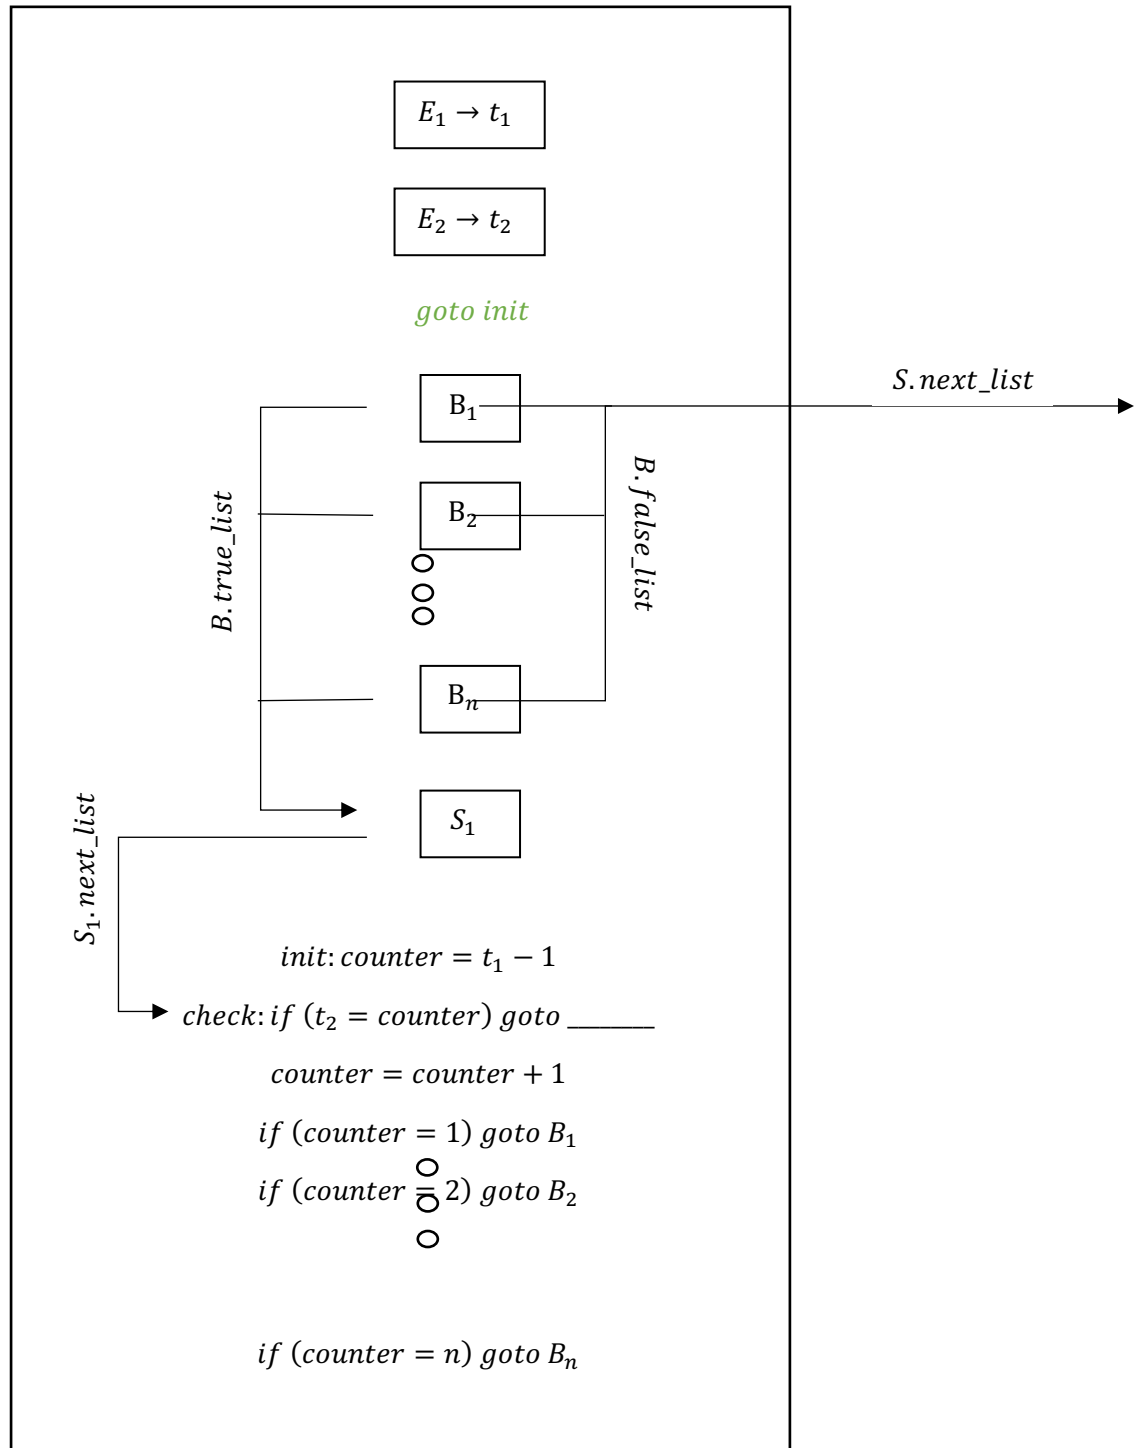 E₁ → t₁
E₂ → t₂
goto init
B₁
S.next_list
B₂
B.true_list
B.false_list
Bₙ
S₁
S₁.next_list
init: counter = t₁ − 1
check: if (t₂ = counter) goto _______
counter = counter + 1
if (counter = 1) goto B₁
if (counter = 2) goto B₂
if (counter = n) goto Bₙ